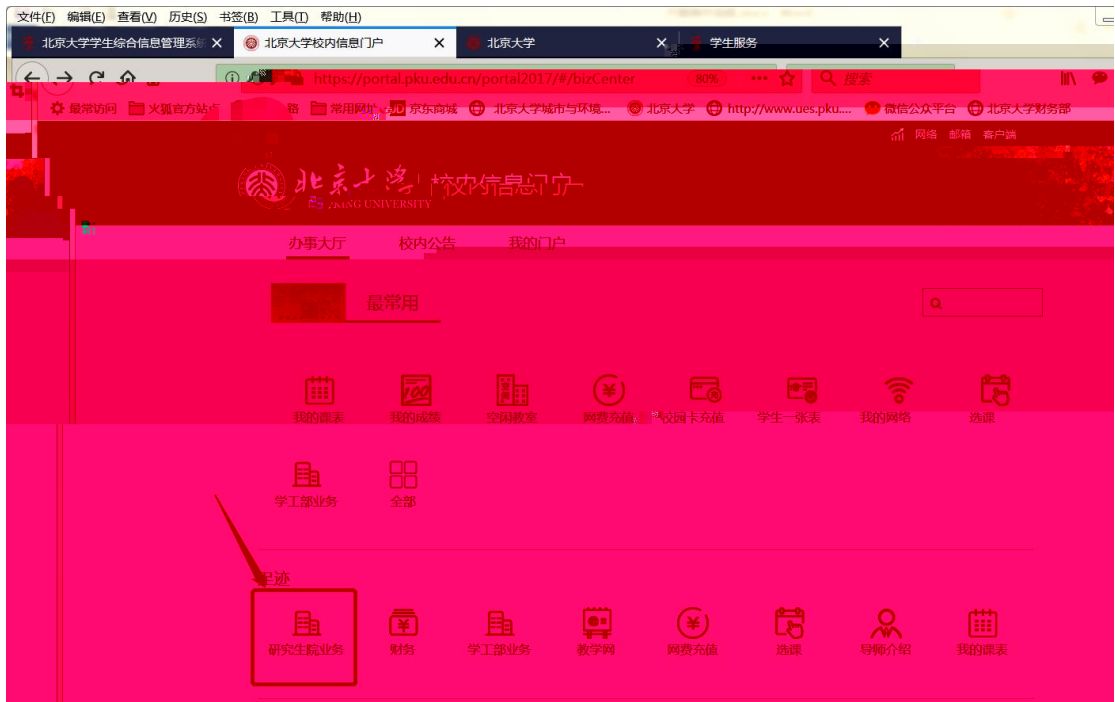 文件(F) 编辑(E) 查看(V) 历史(S) 书签(B) 工具(T) 帮助(H)
北京大学学生综合信息管理系统 北京大学校内信息门户 北京大学 学生服务
https://portal.pku.edu.cn/portal2017/#/bizCenter 80% 搜索
最常访问 火狐官方站点 常用网址 京东商城 北京大学城市与环境... 北京大学 http://www.ues.pku.... 微信公众平台 北京大学财务部
网络 邮箱 客户端
北京大学 校内信息门户
PEKING UNIVERSITY
办事大厅 校内公告 我的门户
最常用
我的课表 我的成绩 空闲教室 网费充值 校园卡充值 学生一张表 我的网络 选课
学工部业务 全部
足迹
研究生院业务 财务 学工部业务 教学网 网费充值 选课 导师介绍 我的课表